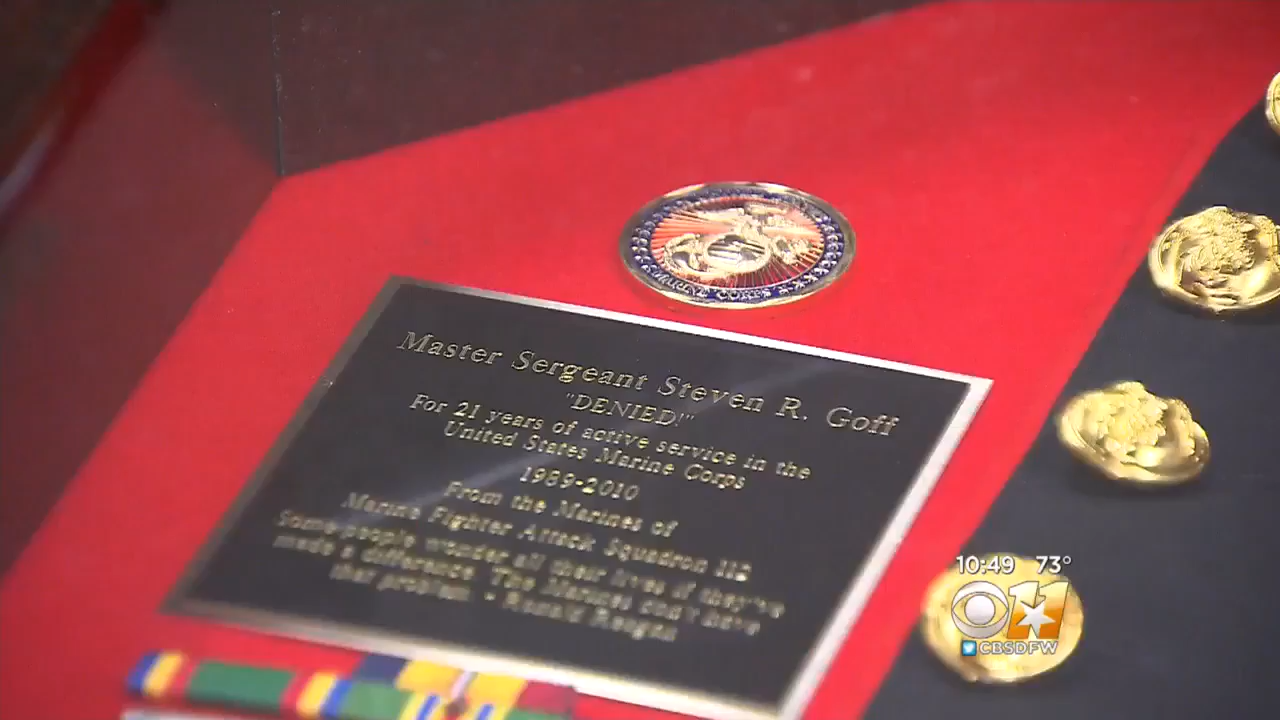 MARINE CORPS
Master Sergeant Steven R. Goff
"DENIED!"
For 21 years of active service in the
United States Marine Corps
1989-2010
From the Marines of
Marine Fighter Attack Squadron 112
Some people wonder all their lives if they've
made a difference. The Marines don't have
that problem. - Ronald Reagan
10:49 73°
11
CBSDFW